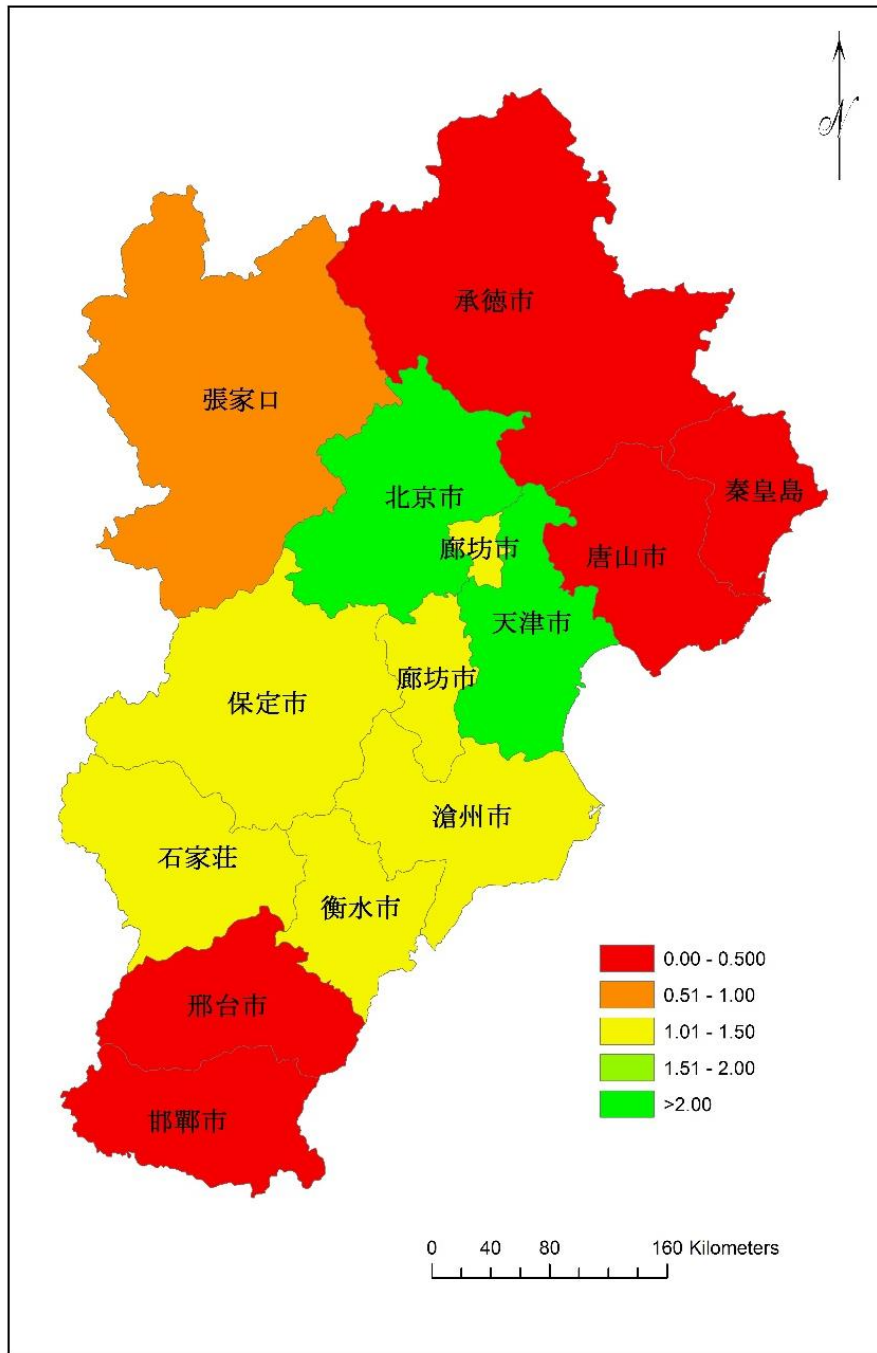 N
承徳市
張家口
北京市
秦皇島
廊坊市
唐山市
天津市
廊坊市
保定市
滄州市
石家荘
衡水市
邢台市
邯鄲市
0.00 - 0.500
0.51 - 1.00
1.01 - 1.50
1.51 - 2.00
>2.00
0 40 80 160 Kilometers